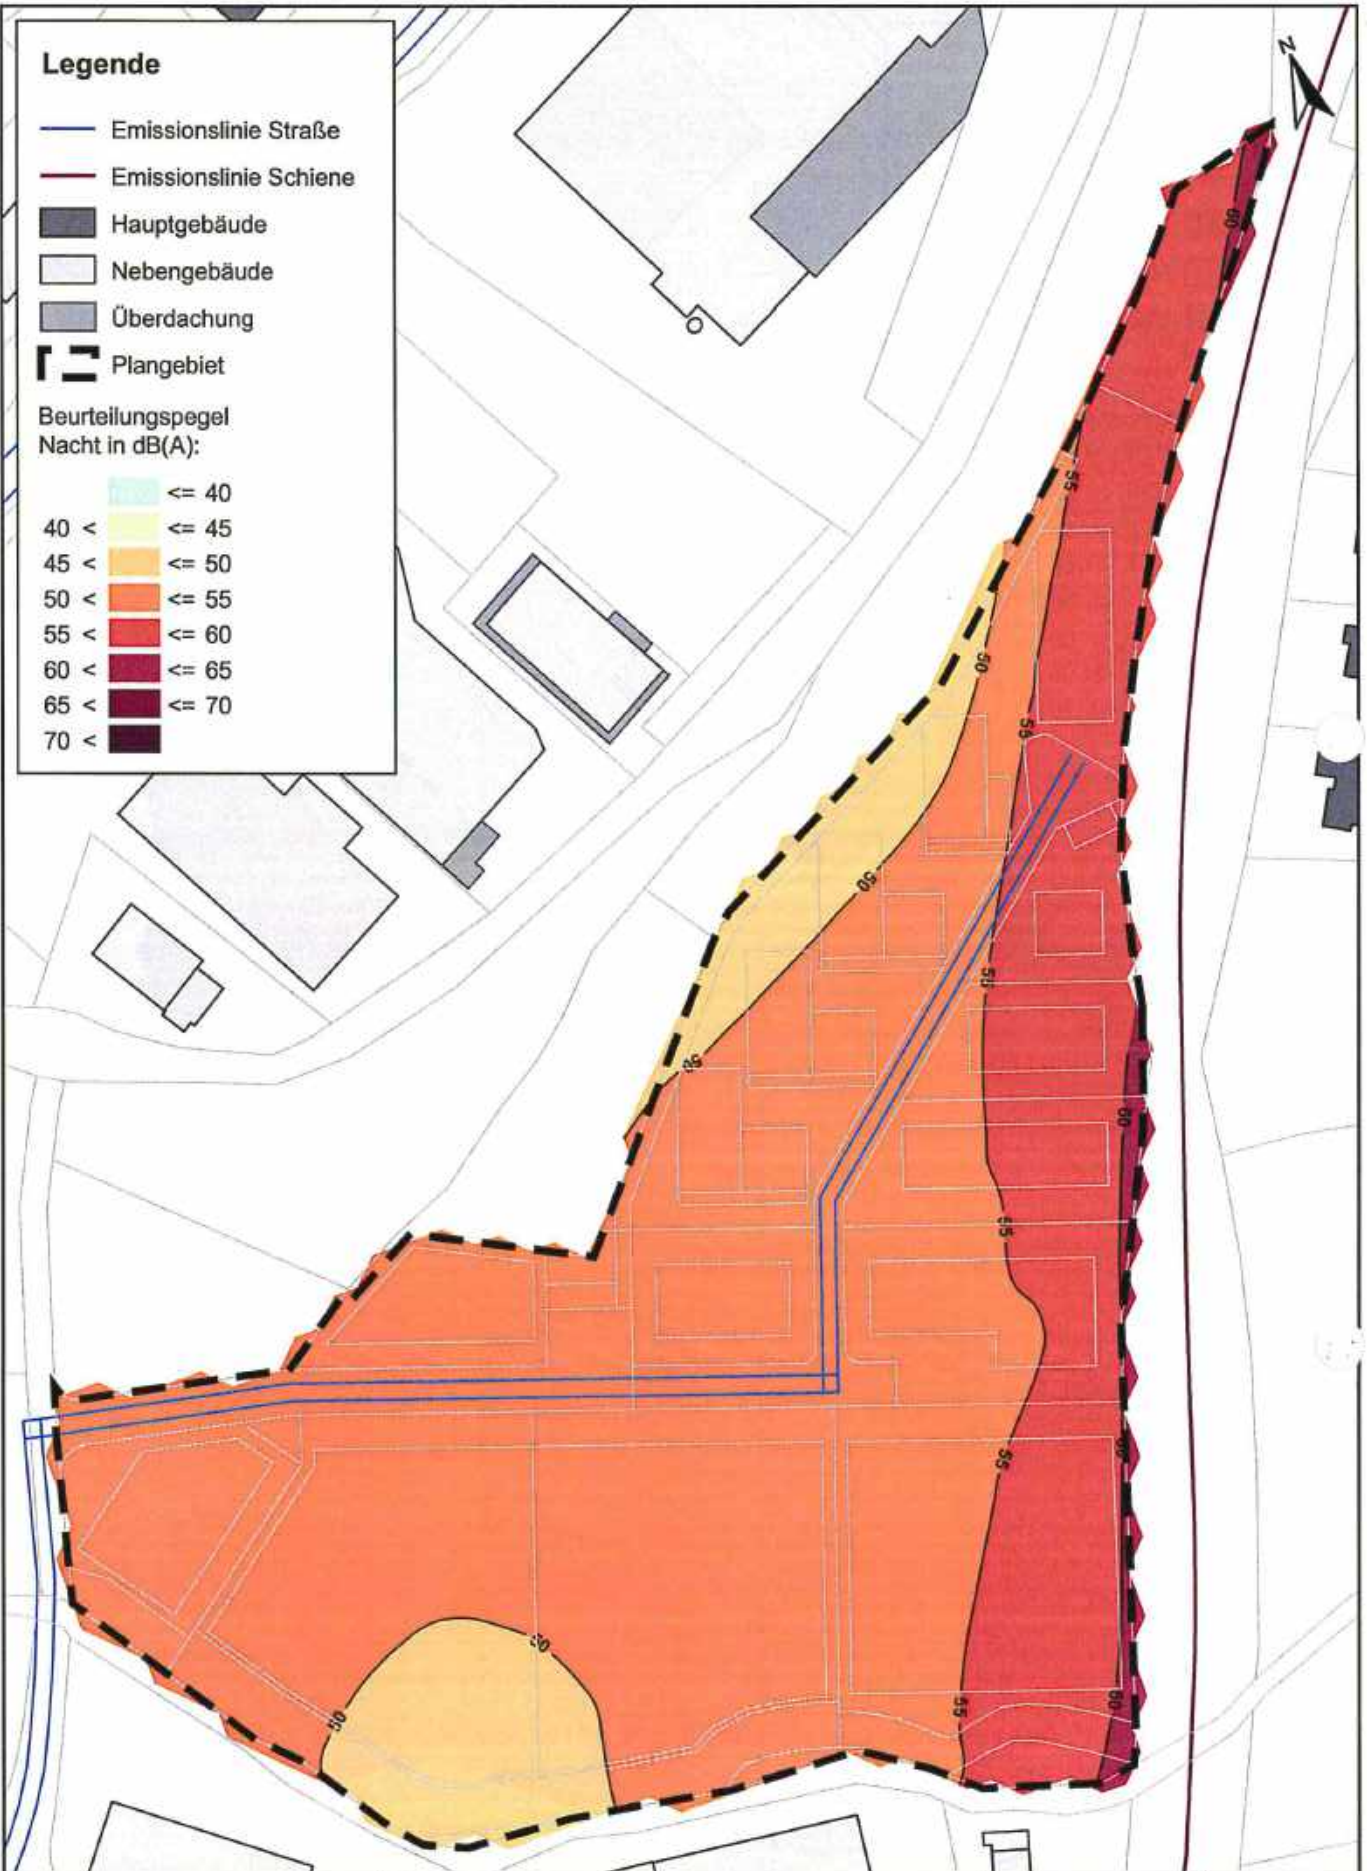 Legende
Emissionslinie Straße
Emissionslinie Schiene
Hauptgebäude
Nebengebäude
Überdachung
Plangebiet
Beurteilungspegel
Nacht in dB(A):
<= 40
40 < <= 45
45 < <= 50
50 < <= 55
55 < <= 60
60 < <= 65
65 < <= 70
70 <
N
60
55
50
55
50
55
50
60
55
55
60
50
50
55
60